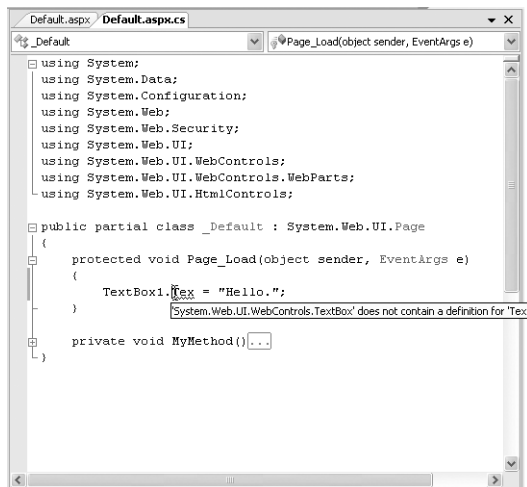 Default.aspx Default.aspx.cs
_Default Page_Load(object sender, EventArgs e)
using System;
using System.Data;
using System.Configuration;
using System.Web;
using System.Web.Security;
using System.Web.UI;
using System.Web.UI.WebControls;
using System.Web.UI.WebControls.WebParts;
using System.Web.UI.HtmlControls;
public partial class _Default : System.Web.UI.Page
{
protected void Page_Load(object sender, EventArgs e)
{
TextBox1.Tex = "Hello.";
}
'System.Web.UI.WebControls.TextBox' does not contain a definition for 'Tex
private void MyMethod()...
}